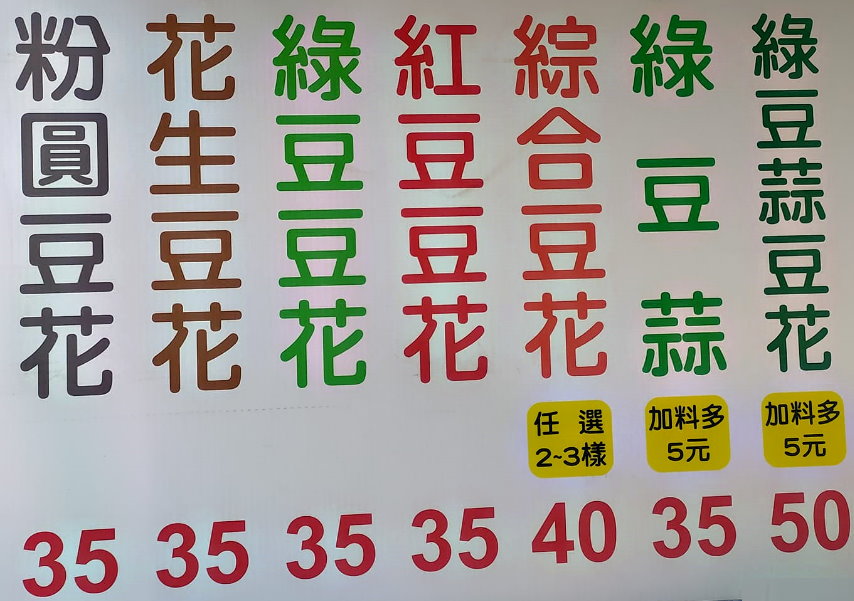 粉圓豆花
35
花生豆花
35
綠豆豆花
35
紅豆豆花
35
綜合豆花
任 選
2~3樣
40
綠豆蒜
加料多
5元
35
綠豆蒜豆花
加料多
5元
50